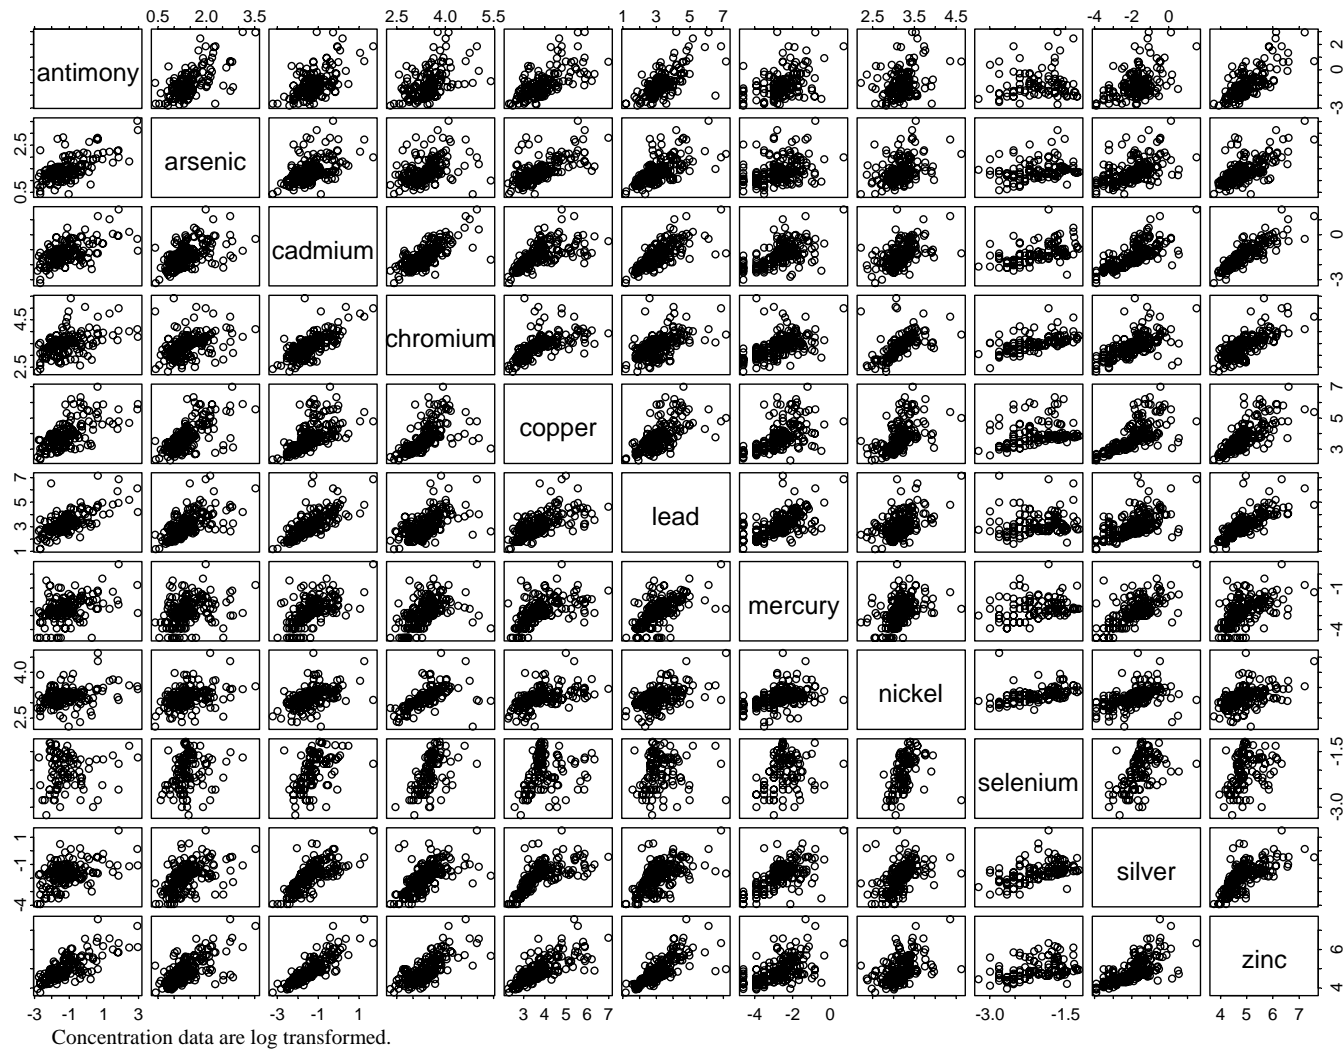 0.5 2.0 3.5 2.5 4.0 5.5 1 3 5 7 2.5 3.5 4.5 -4 -2 0
antimony
-3 0 2
0.5 2.5
arsenic
cadmium
-3 0
2.5 4.5
chromium
copper
3 5 7
1 3 5 7
lead
mercury
-4 -1
2.5 4.0
nickel
selenium
-3.0 -1.5
-4 -1 1
silver
zinc
4 6
-3 -1 1 3 -3 -1 1 3 4 5 6 7 -4 -2 0 -3.0 -1.5 4 5 6 7
Concentration data are log transformed.